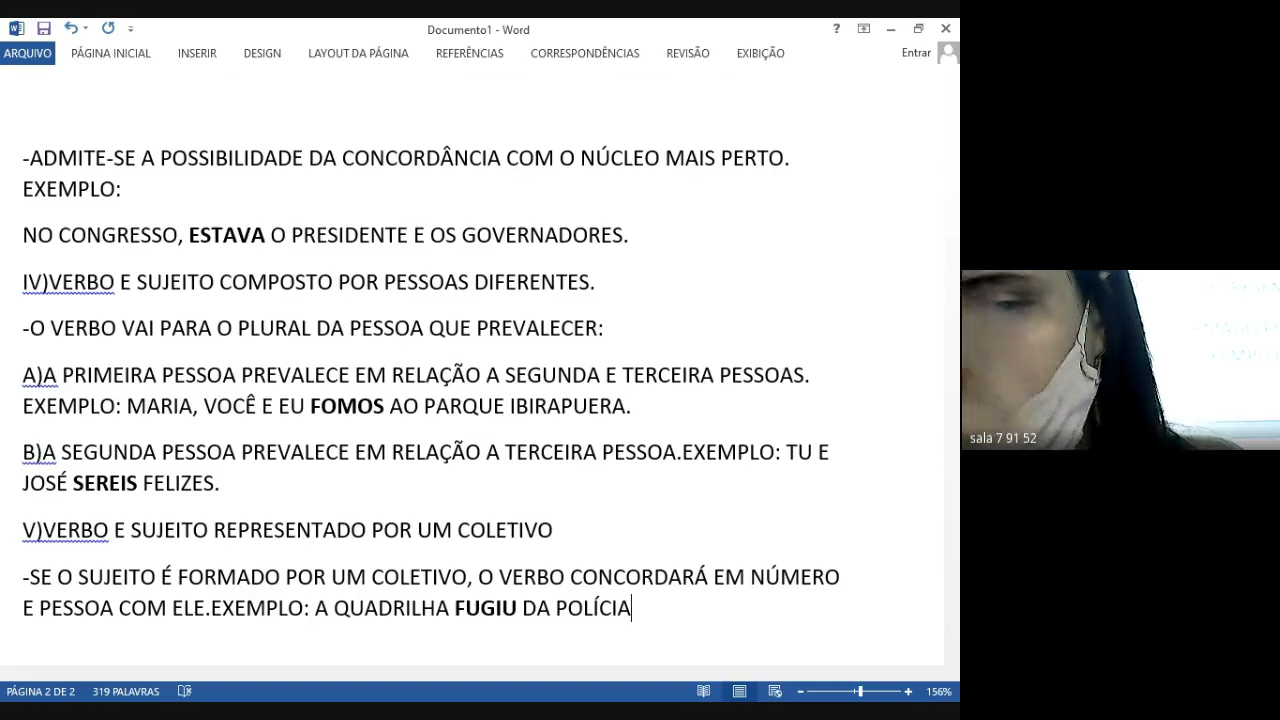 Documento1 - Word
?
ARQUIVO PÁGINA INICIAL INSERIR DESIGN LAYOUT DA PÁGINA REFERÊNCIAS CORRESPONDÊNCIAS REVISÃO EXIBIÇÃO Entrar
-ADMITE-SE A POSSIBILIDADE DA CONCORDÂNCIA COM O NÚCLEO MAIS PERTO.
EXEMPLO:
NO CONGRESSO, ESTAVA O PRESIDENTE E OS GOVERNADORES.
IV)VERBO E SUJEITO COMPOSTO POR PESSOAS DIFERENTES.
-O VERBO VAI PARA O PLURAL DA PESSOA QUE PREVALECER:
A)A PRIMEIRA PESSOA PREVALECE EM RELAÇÃO A SEGUNDA E TERCEIRA PESSOAS.
EXEMPLO: MARIA, VOCÊ E EU FOMOS AO PARQUE IBIRAPUERA.
B)A SEGUNDA PESSOA PREVALECE EM RELAÇÃO A TERCEIRA PESSOA.EXEMPLO: TU E
JOSÉ SEREIS FELIZES.
V)VERBO E SUJEITO REPRESENTADO POR UM COLETIVO
-SE O SUJEITO É FORMADO POR UM COLETIVO, O VERBO CONCORDARÁ EM NÚMERO
E PESSOA COM ELE.EXEMPLO: A QUADRILHA FUGIU DA POLÍCIA
PÁGINA 2 DE 2 319 PALAVRAS 156%
sala 7 91 52